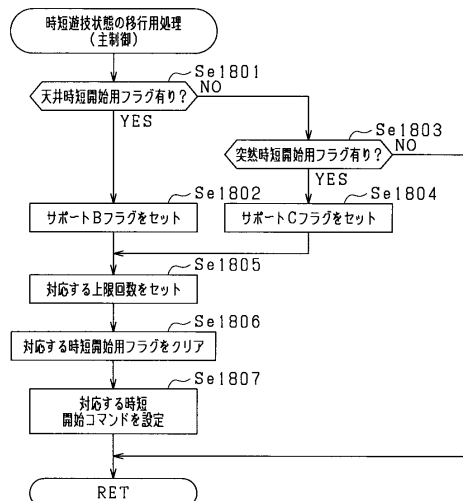 時短遊技状態の移行用処理
(主制御)
Se1801
天井時短開始用フラグ有り?
NO
YES
Se1803
突然時短開始用フラグ有り?
NO
YES
Se1802
サポートBフラグをセット
Se1804
サポートCフラグをセット
Se1805
対応する上限回数をセット
Se1806
対応する時短開始用フラグをクリア
Se1807
対応する時短
開始コマンドを設定
RET